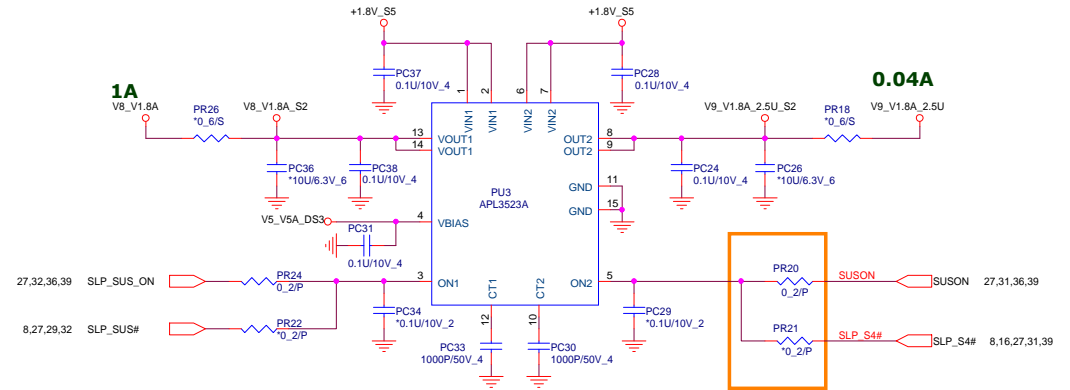 +1.8V_S5
+1.8V_S5
PC37
0.1U/10V_4
PC28
0.1U/10V_4
1A
0.04A
V8_V1.8A
V8_V1.8A_S2
V9_V1.8A_2.5U_S2
V9_V1.8A_2.5U
PR26
*0_6/S
PR18
*0_6/S
1
2
6
7
VIN1
VIN1
VIN2
VIN2
13
VOUT1
14
VOUT1
8
OUT2
9
OUT2
PC36
*10U/6.3V_6
PC38
0.1U/10V_4
PC24
0.1U/10V_4
PC26
*10U/6.3V_6
PU3
APL3523A
11
GND
15
GND
V5_V5A_DS3
4
VBIAS
PC31
0.1U/10V_4
27,32,36,39 SLP_SUS_ON
PR24
0_2/P
3
ON1
5
ON2
PR20
0_2/P
SUSON
SUSON 27,31,36,39
8,27,29,32 SLP_SUS#
PR22
*0_2/P
PC34
*0.1U/10V_2
CT1
CT2
12
10
PC29
*0.1U/10V_2
PR21
*0_2/P
SLP_S4#
SLP_S4# 8,16,27,31,39
PC33
1000P/50V_4
PC30
1000P/50V_4